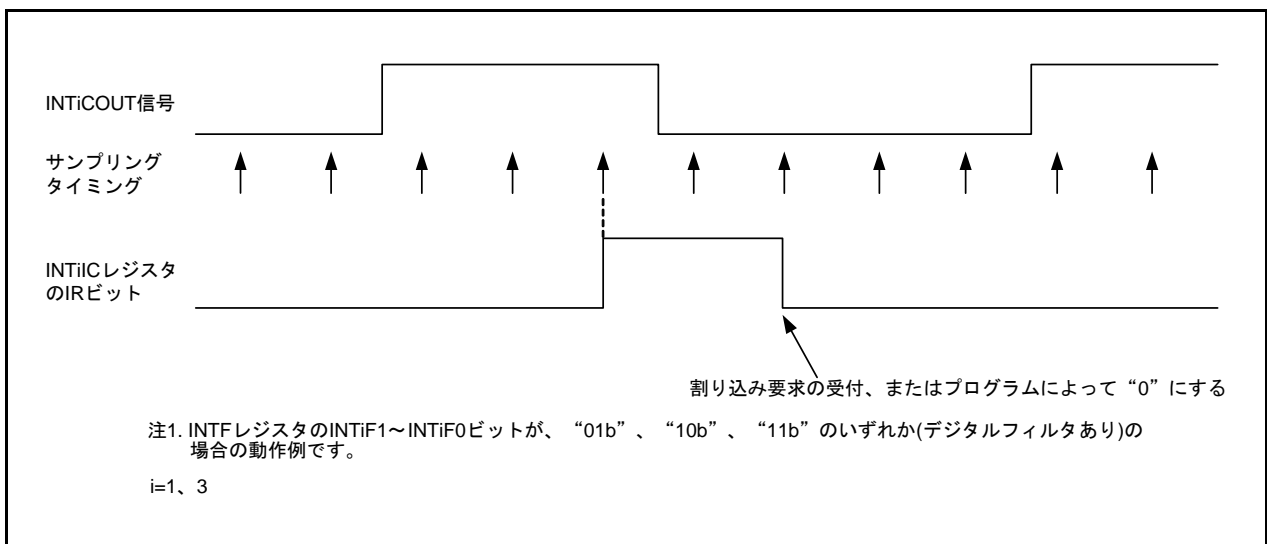 INTiCOUT信号
サンプリング
タイミング
INTiICレジスタ
のIRビット
割り込み要求の受付、またはプログラムによって“0”にする
注1. INTFレジスタのINTiF1～INTiF0ビットが、“01b”、“10b”、“11b”のいずれか(デジタルフィルタあり)の
場合の動作例です。
i=1、3